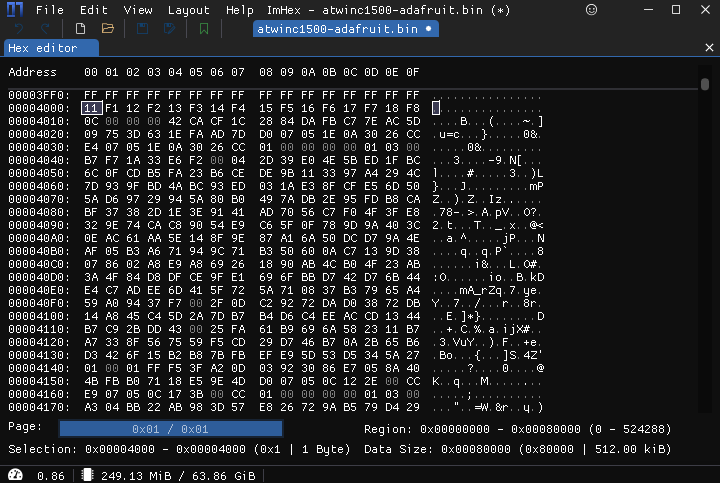 File Edit View Layout Help ImHex - atwinc1500-adafruit.bin (*)
atwinc1500-adafruit.bin
Hex editor
Address 00 01 02 03 04 05 06 07 08 09 0A 0B 0C 0D 0E 0F
00003FF0: FF FF FF FF FF FF FF FF FF FF FF FF FF FF FF FF ................
00004000: 11 F1 12 F2 13 F3 14 F4 15 F5 16 F6 17 F7 18 F8 ................
00004010: 0C 00 00 00 42 CA CF 1C 28 84 DA FB C7 7E AC 5D ....B...(....~.]
00004020: 09 75 3D 63 1E FA AD 7D D0 07 05 1E 0A 30 26 CC .u=c...}.....0&.
00004030: E4 07 05 1E 0A 30 26 CC 01 00 00 00 01 03 00 .....0&.........
00004040: B7 F7 1A 33 E6 F2 00 04 2D 39 E0 4E 5B ED 1F BC ...3....-9.N[...
00004050: 6C 0F CD B5 FA 23 B6 CE DE 9B 11 33 97 A4 29 4C l....#.....3..)L
00004060: 7D 93 9F BD 4A BC 93 ED 03 1A E3 8F CF E5 6D 50 }...J.........mP
00004070: 5A D6 97 29 94 5A 80 B0 49 7A DB 2E 95 FD B8 CA Z..).Z..Iz......
00004080: BF 37 38 2D 1E 3E 91 41 AD 70 56 C7 F0 4F 3F E8 .78-.>.A.pV..O?.
00004090: 32 9E 74 CA C8 90 54 E9 C6 5F 0F 78 9D 9A 40 3C 2.t...T.._.x..@<
000040A0: 0E AC 61 AA 5E 14 8F 9E 87 A1 6A 50 DC D7 9A 4E ..a.^.....jP...N
000040B0: AF 05 B3 A6 71 94 9C 71 B3 50 60 0A C7 13 9D 38 ....q..q.P`....8
000040C0: 07 86 02 A8 E9 A8 69 26 18 90 AB 4C B0 4F 23 AB ......i&...L.O#.
000040D0: 3A 4F 84 D8 DF CE 9F E1 69 6F BB D7 42 D7 6B 44 :O......io..B.kD
000040E0: E4 C7 AD EE 6D 41 5F 72 5A 71 08 37 B3 79 65 A4 ....mA_rZq.7.ye.
000040F0: 59 A0 94 37 F7 00 2F 0D C2 92 72 DA D0 38 72 DB Y..7../...r..8r.
00004100: 14 A8 45 C4 5D 2A 7D B7 B4 D6 C4 EE AC CD 13 44 ..E.]*}........D
00004110: B7 C9 2B DD 43 00 25 FA 61 B9 69 6A 58 23 11 B7 ..+.C.%.a.ijX#..
00004120: A7 33 8F 56 75 59 F5 CD 29 D7 46 B7 0A 2B 65 B6 .3.VuY..).F..+e.
00004130: D3 42 6F 15 B2 B8 7B FB EF E9 5D 53 D5 34 5A 27 .Bo...{...]S.4Z'
00004140: 01 00 01 FF F5 3F A2 0D 03 92 30 86 E7 05 8A 40 .....?....0....@
00004150: 4B FB B0 71 18 E5 9E 4D D0 07 05 0C 12 2E 00 CC K..q...M........
00004160: E9 07 05 0C 17 3B 00 CC 01 00 00 00 01 03 00 .....;..........
00004170: A3 04 BB 22 AB 98 3D 57 E8 26 72 79 AB B5 79 D4 29
Page: 0x01 / 0x01 Region: 0x00000000 - 0x00080000 (0 - 524288)
Selection: 0x00004000 - 0x00004000 (0x1 | 1 Byte) Data Size: 0x00080000 (0x80000 | 512.00 kiB)
0.86 249.13 MiB / 63.86 GiB